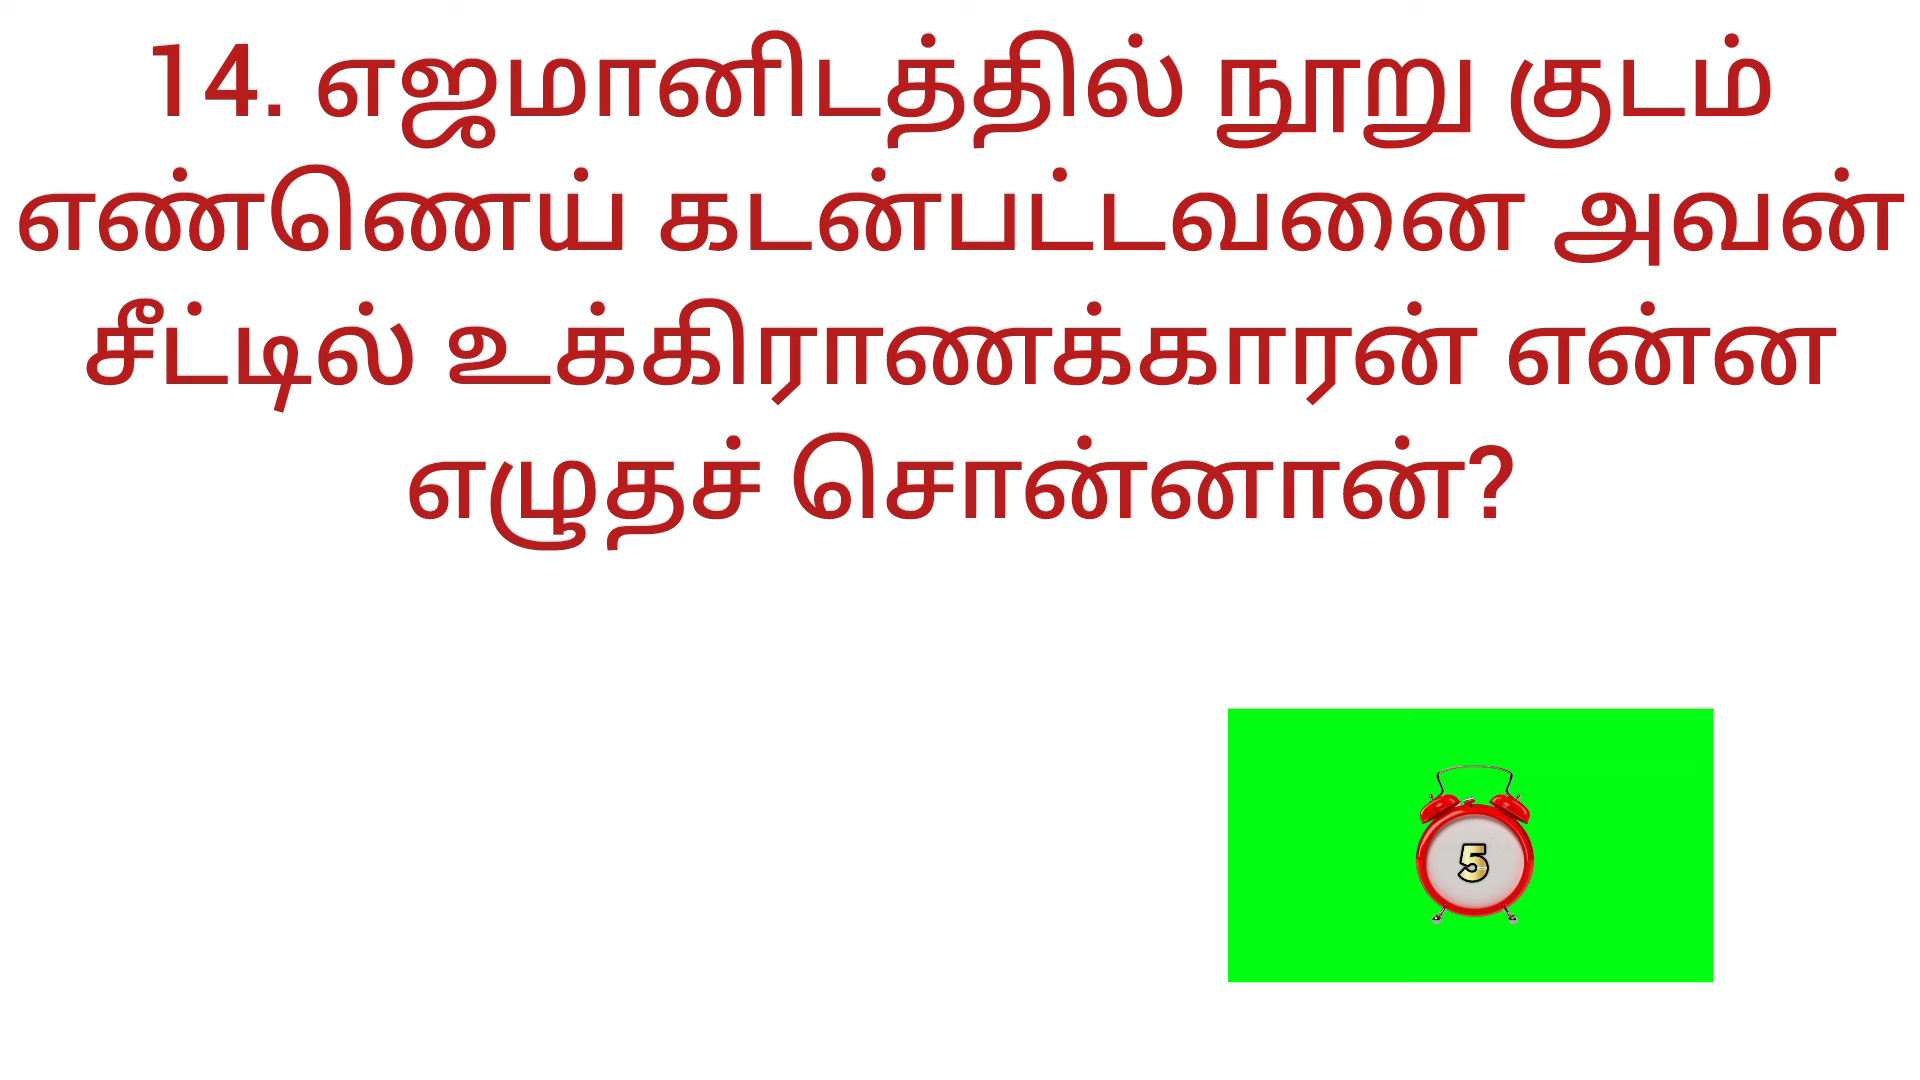 14. எஜமானிடத்தில் நூறு குடம்
எண்ணெய் கடன்பட்டவனை அவன்
சீட்டில் உக்கிராணக்காரன் என்ன
எழுதச் சொன்னான்?
5